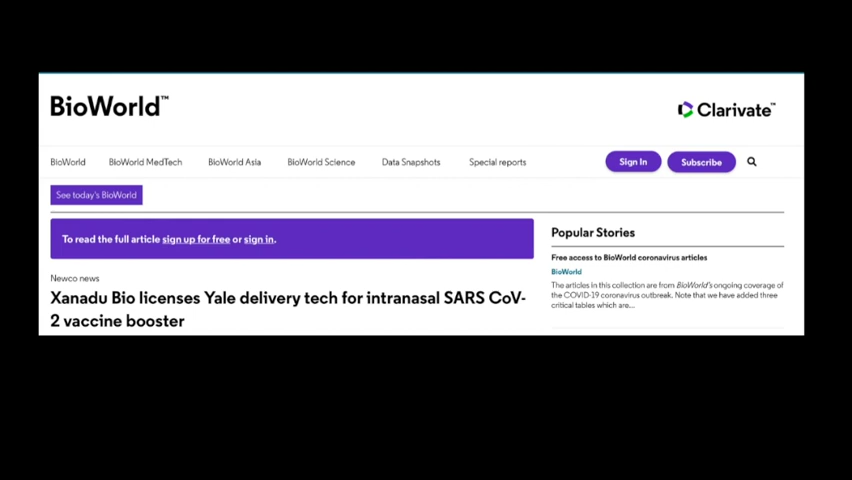 BioWorld™
Clarivate™
BioWorld BioWorld MedTech BioWorld Asia BioWorld Science Data Snapshots Special reports Sign In Subscribe
See today's BioWorld
To read the full article sign up for free or sign in.
Newco news
Xanadu Bio licenses Yale delivery tech for intranasal SARS CoV-
2 vaccine booster
Popular Stories
Free access to BioWorld coronavirus articles
BioWorld
The articles in this collection are from BioWorld's ongoing coverage of
the COVID-19 coronavirus outbreak. Note that we have added three
critical tables which are...